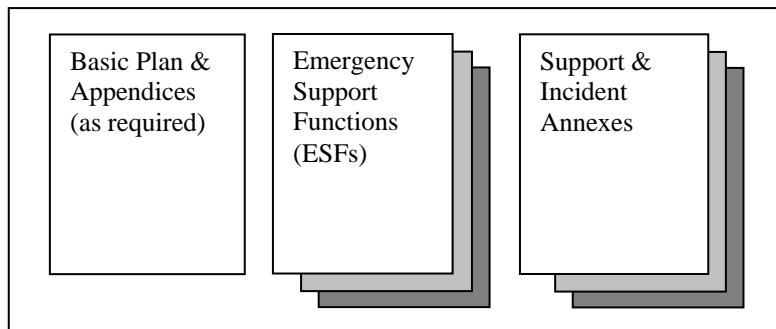 Basic Plan &
Appendices
(as required)
Emergency
Support
Functions
(ESFs)
Support &
Incident
Annexes